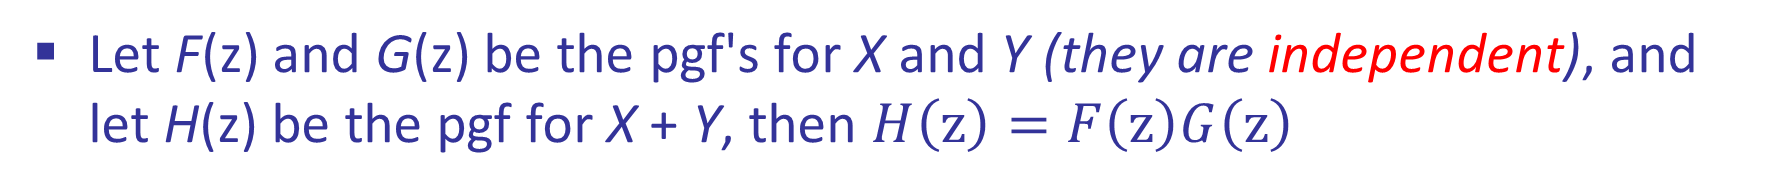 ▪ Let F(z) and G(z) be the pgf's for X and Y (they are independent), and
let H(z) be the pgf for X + Y, then H(z) = F(z)G(z)